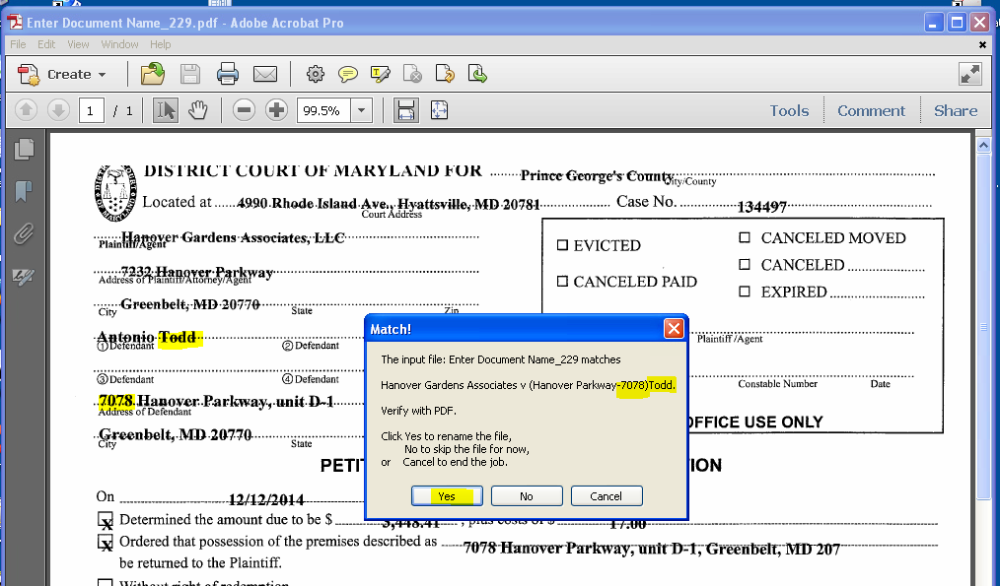 Enter Document Name_229.pdf - Adobe Acrobat Pro
File Edit View Window Help
Create
1 / 1 99.5% Tools Comment Share
DISTRICT COURT OF MARYLAND FOR Prince George's County
City/County
Located at 4990 Rhode Island Ave., Hyattsville, MD 20781 Case No. 134497
Court Address
Hanover Gardens Associates, LLC
Plaintiff/Agent
7232 Hanover Parkway
Address of Plaintiff/Attorney/Agent
Greenbelt, MD 20770
City State Zip
Antonio Todd
① Defendant ② Defendant
③ Defendant ④ Defendant
7078 Hanover Parkway, unit D-1
Address of Defendant
Greenbelt, MD 20770
City State
EVICTED
CANCELED PAID
CANCELED MOVED
CANCELED
EXPIRED
Plaintiff/Agent
Constable Number Date
OFFICE USE ONLY
Match!
The input file: Enter Document Name_229 matches
Hanover Gardens Associates v (Hanover Parkway-7078)Todd.
Verify with PDF.
Click Yes to rename the file,
No to skip the file for now,
or Cancel to end the job.
Yes No Cancel
On 12/12/2014
X Determined the amount due to be $ 3,448.41, plus costs of $ 17.00
X Ordered that possession of the premises described as 7078 Hanover Parkway, unit D-1, Greenbelt, MD 207
be returned to the Plaintiff.
Without right of redemption